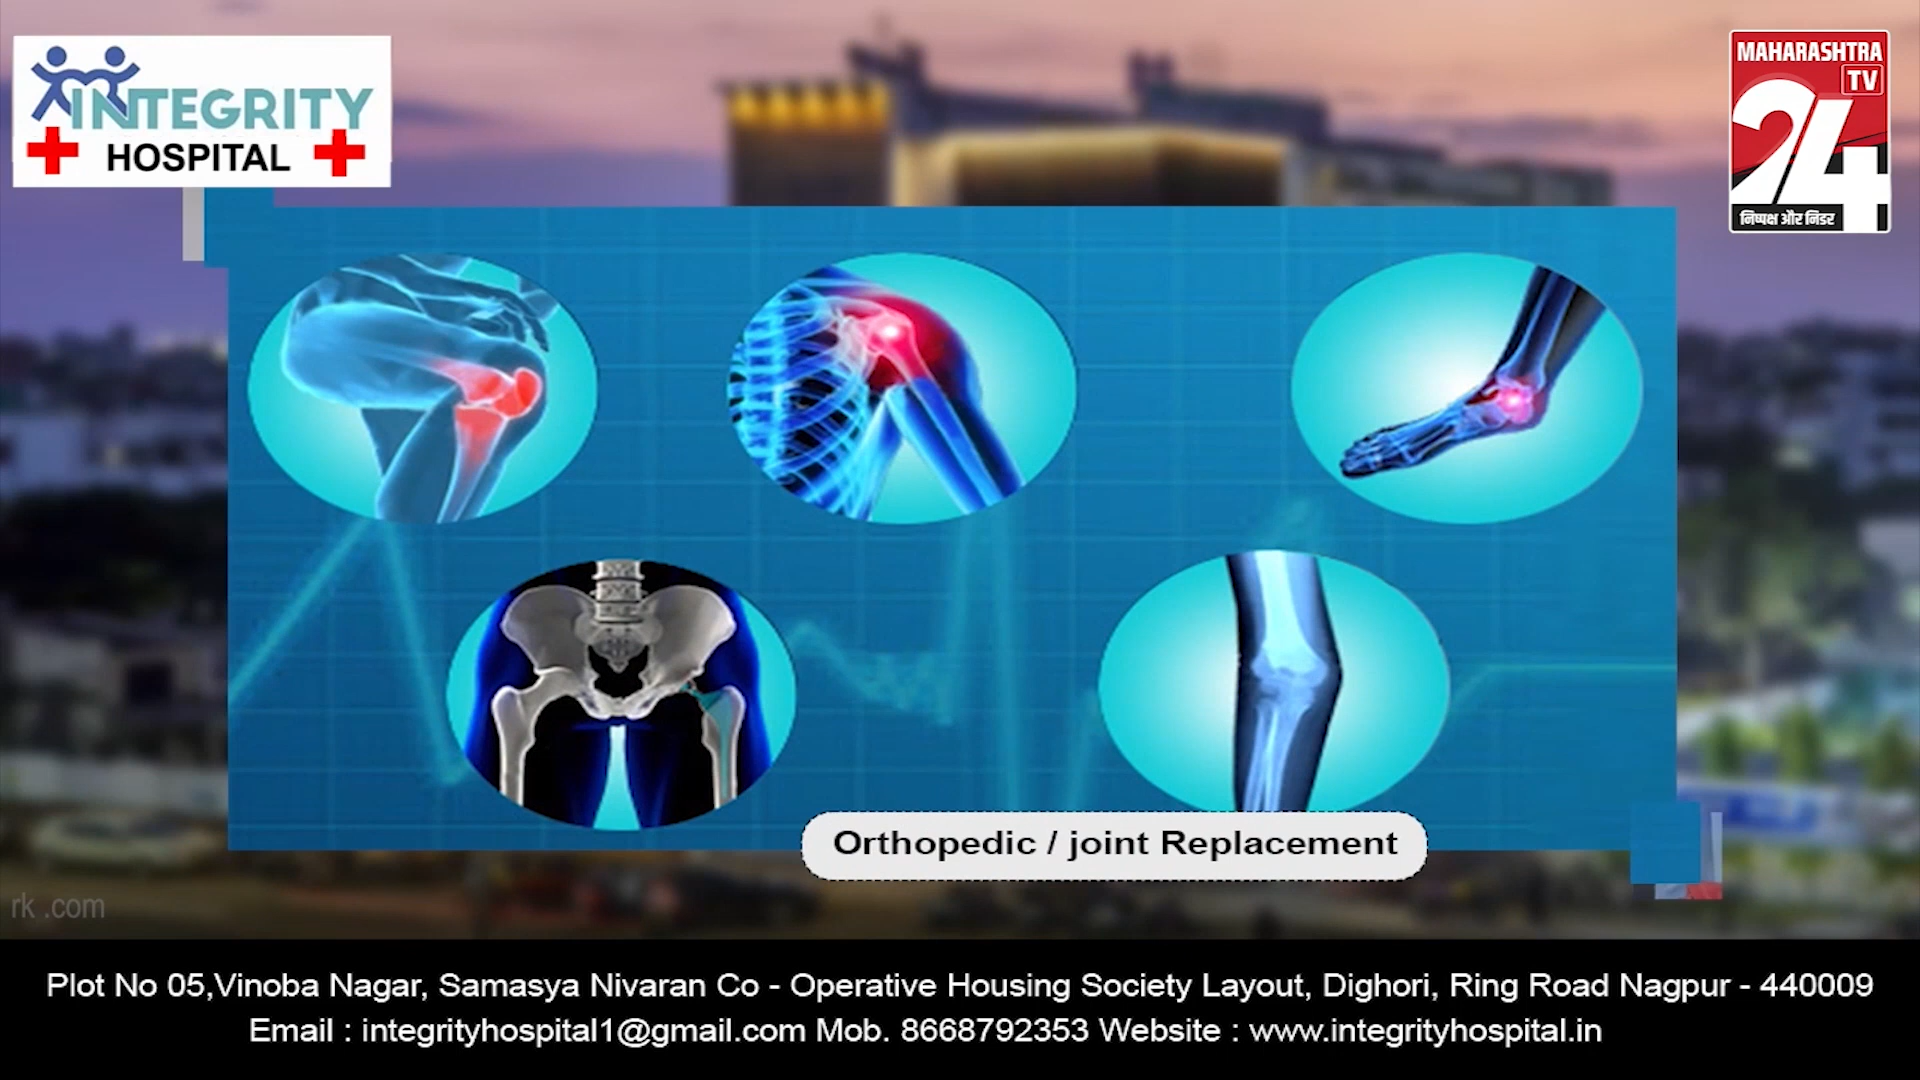 INTEGRITY
HOSPITAL
MAHARASHTRA
TV
24
निष्पक्ष और निडर
Orthopedic / joint Replacement
rk .com
Plot No 05,Vinoba Nagar, Samasya Nivaran Co - Operative Housing Society Layout, Dighori, Ring Road Nagpur - 440009
Email : integrityhospital1@gmail.com Mob. 8668792353 Website : www.integrityhospital.in